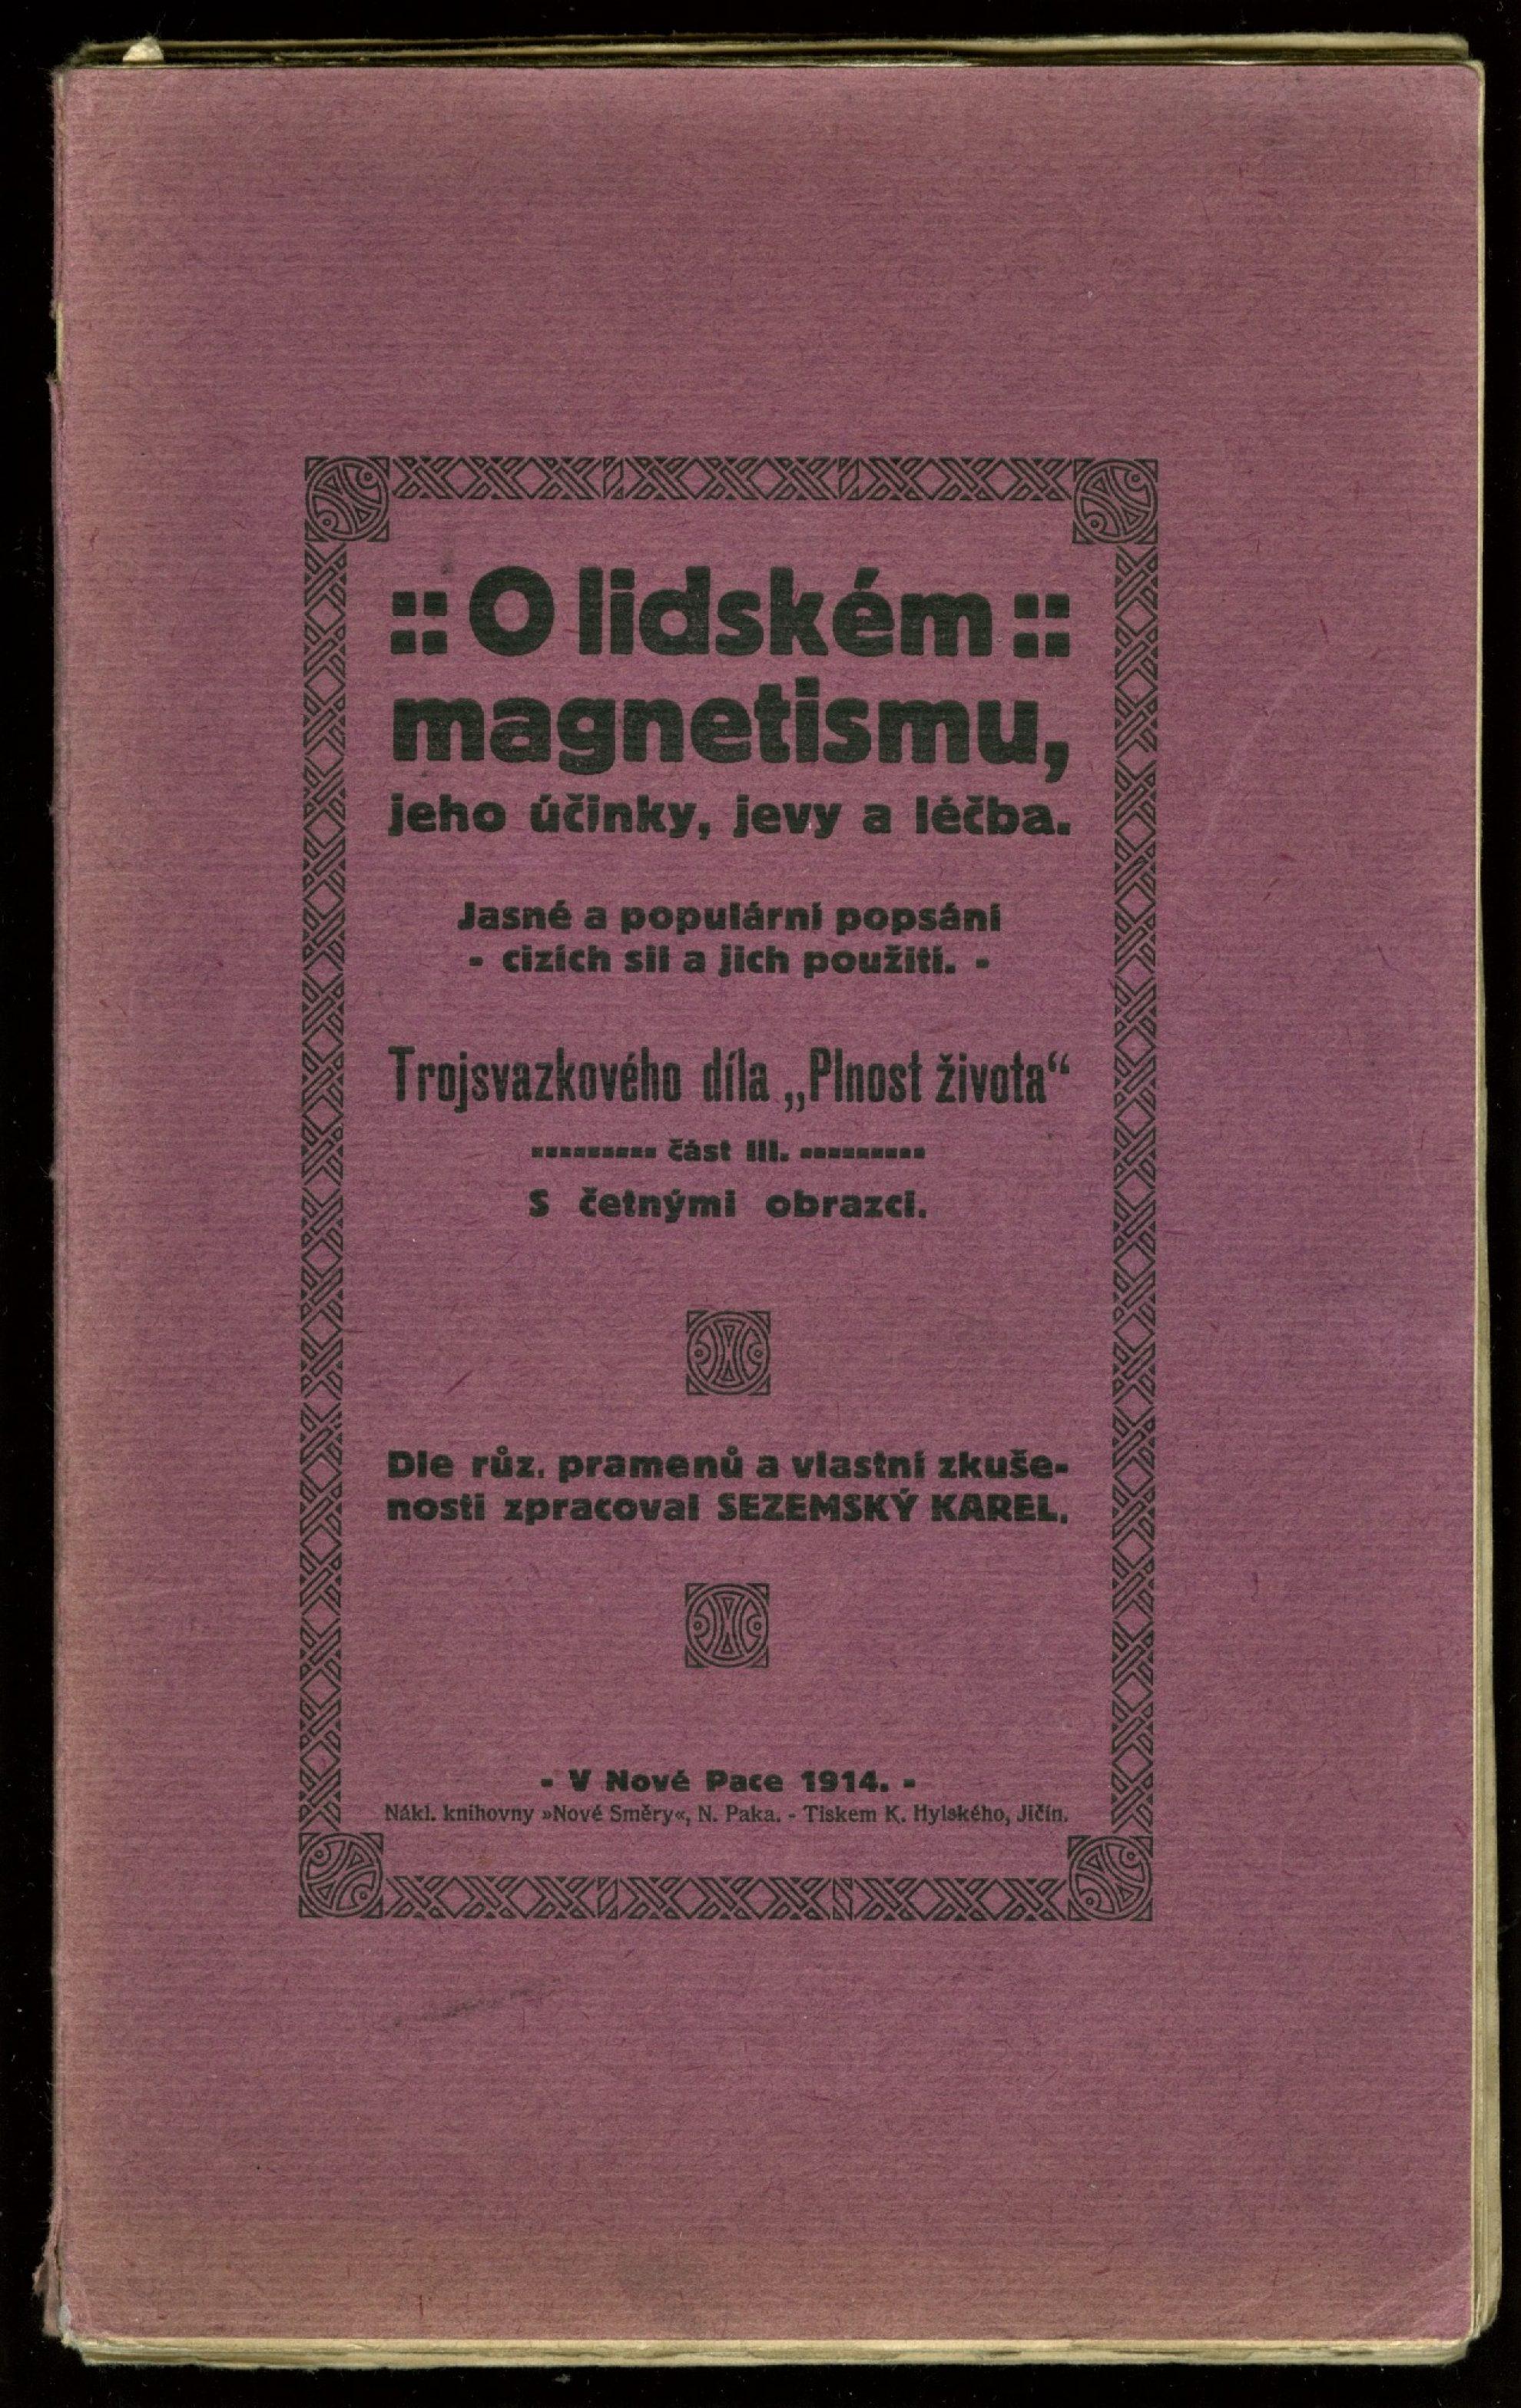 :: O lidském ::
magnetismu,
jeho účinky, jevy a léčba.
Jasné a populární popsání
- cizích sil a jich použití. -
Trojsvazkového díla „Plnost života“
část III.
S četnými obrazci.
Dle růz. pramenů a vlastní zkuše-
nosti zpracoval SEZEMSKÝ KAREL.
- V Nové Pace 1914. -
Nákl. knihovny »Nové Směry«, N. Paka. - Tiskem K. Hylského, Jičín.